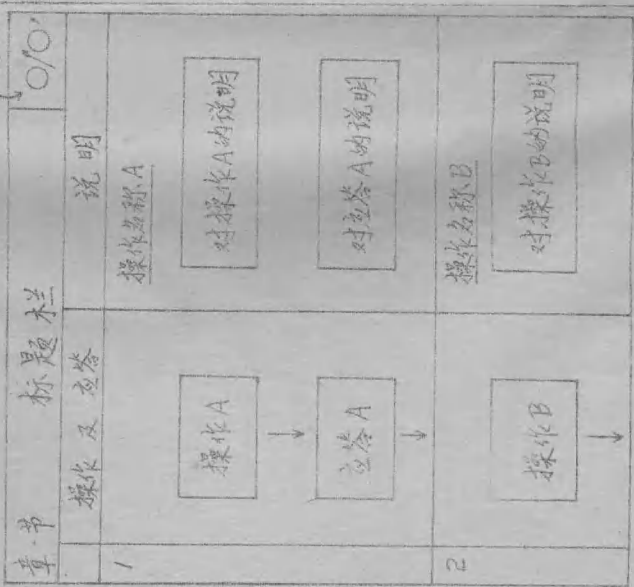 章·节 标题栏 0/0'
操作及应答 说明
1 操作名称A
操作A 对操作A的说明
↓
应答A 对应答A的说明
↓
2 操作名称B
操作B 对操作B的说明
↓